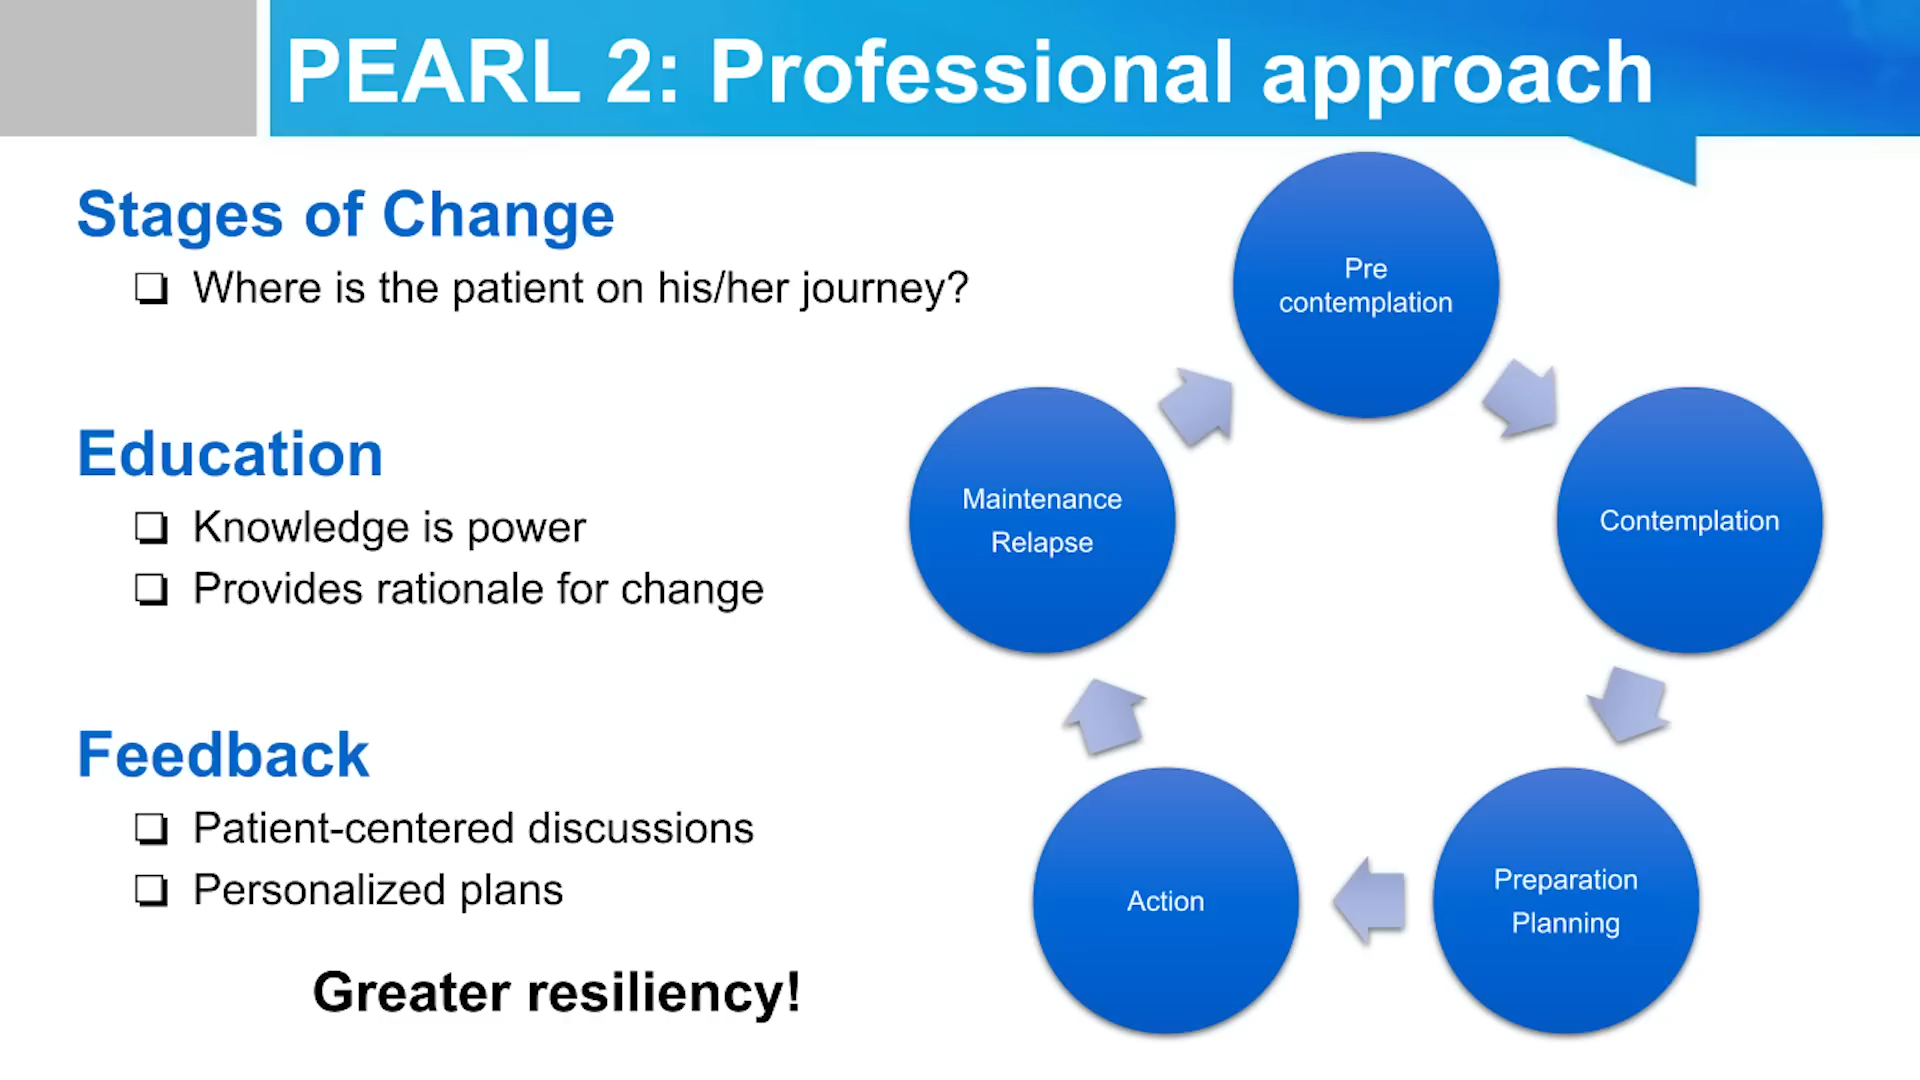 PEARL 2: Professional approach
Stages of Change
Where is the patient on his/her journey?
Education
Knowledge is power
Provides rationale for change
Feedback
Patient-centered discussions
Personalized plans
Greater resiliency!
Pre
contemplation
Contemplation
Preparation
Planning
Action
Maintenance
Relapse